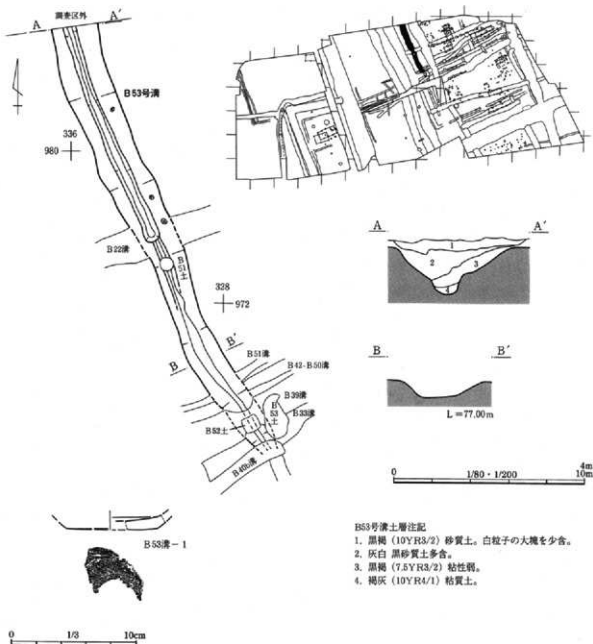 調査区外
A A′
B53号溝
336
980
B22溝
328
972
B′
B
B51溝
B42・B50溝
B39溝
B53土
B33溝
B52土
B40b溝
A A′
1
2
3
4
B B′
L=77.00m
4m
0 1/80・1/200 10m
B53溝-1
0 1/3 10cm
B53号溝土層注記
1. 黒褐 (10YR3/2) 砂質土。白粒子の大塊を少含。
2. 灰白 黒砂質土多含。
3. 黒褐 (7.5YR3/2) 粘性弱。
4. 褐灰 (10YR4/1) 粘質土。